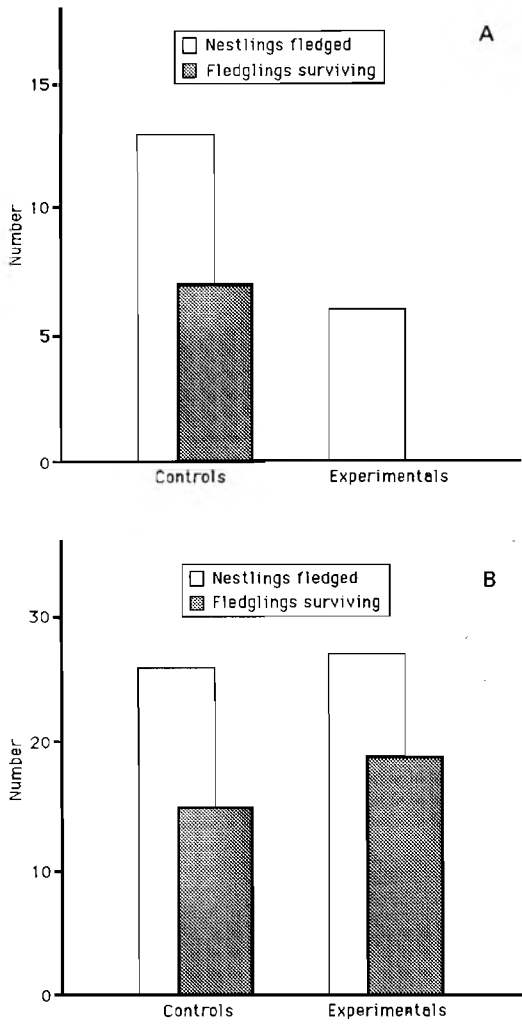 A
Nestlings fledged
Fledglings surviving
15
10
5
0
Number
Controls Experimentals
B
Nestlings fledged
Fledglings surviving
30
20
10
0
Number
Controls Experimentals